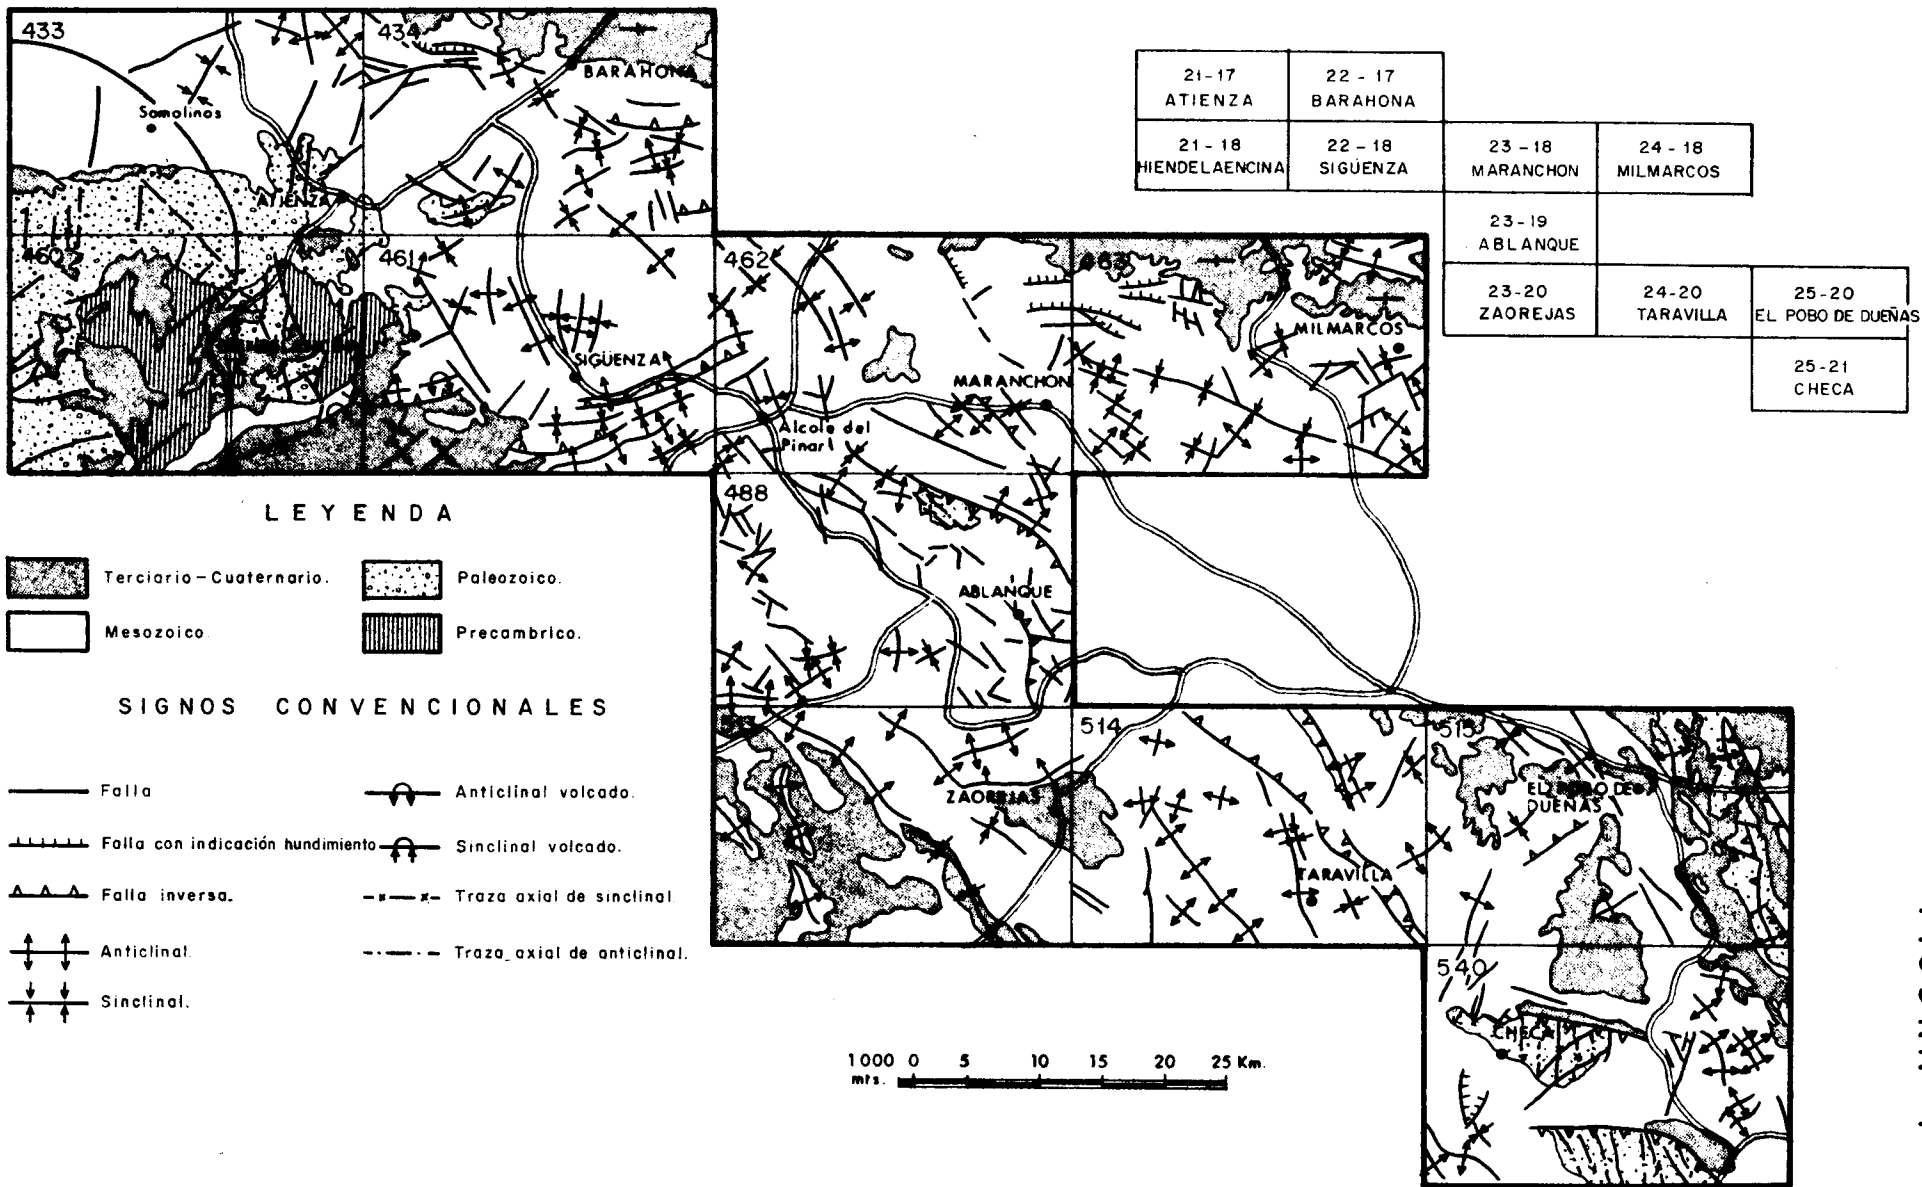 433
434
BARAHONA
Somolinos
ATIENZA
460
461
462
463
SIGÜENZA
MILMARCOS
MARANCHON
Alcole del
Pinarl
488
ABLANQUE
513
514
515
ZAOREJAS
EL POBO DE
DUEÑAS
TARAVILLA
540
CHECA
21-17
ATIENZA
22-17
BARAHONA
21-18
HIENDELAENCINA
22-18
SIGÜENZA
23-18
MARANCHON
24-18
MILMARCOS
23-19
ABLANQUE
23-20
ZAOREJAS
24-20
TARAVILLA
25-20
EL POBO DE DUEÑAS
25-21
CHECA
LEYENDA
Terciario-Cuaternario.
Paleozoico.
Mesozoico
Precambrico.
SIGNOS CONVENCIONALES
Falla
Anticlinal volcado.
Falla con indicación hundimiento
Sinclinal volcado.
Falla inversa.
Traza axial de sinclinal
Anticlinal.
Traza axial de anticlinal.
Sinclinal.
1000 0 5 10 15 20 25 Km.
mts.